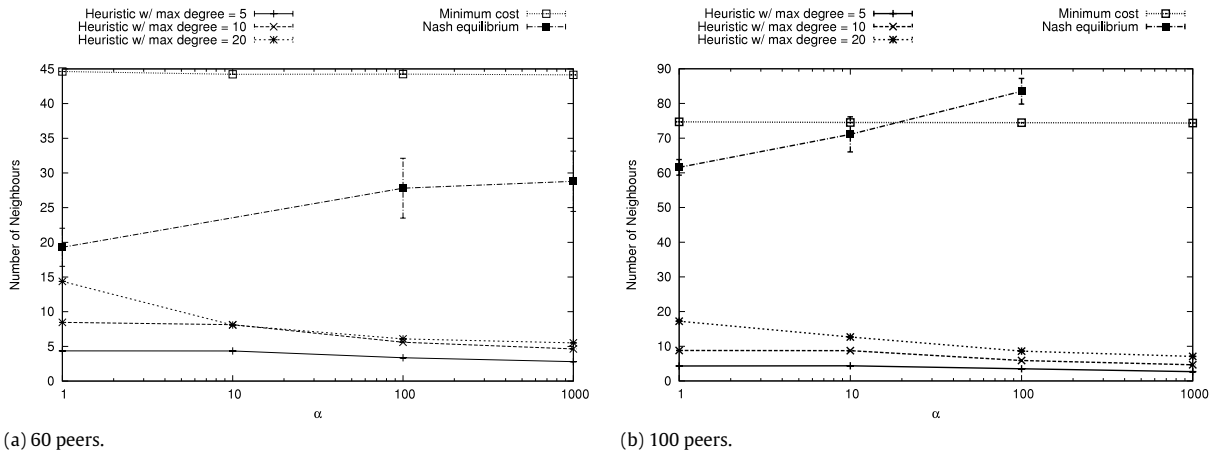 Heuristic w/ max degree = 5
Heuristic w/ max degree = 10
Heuristic w/ max degree = 20
Minimum cost
Nash equilibrium
45
40
35
30
25
20
15
10
5
0
Number of Neighbours
1
10
100
1000
α
(a) 60 peers.
Heuristic w/ max degree = 5
Heuristic w/ max degree = 10
Heuristic w/ max degree = 20
Minimum cost
Nash equilibrium
90
80
70
60
50
40
30
20
10
0
Number of Neighbours
1
10
100
1000
α
(b) 100 peers.